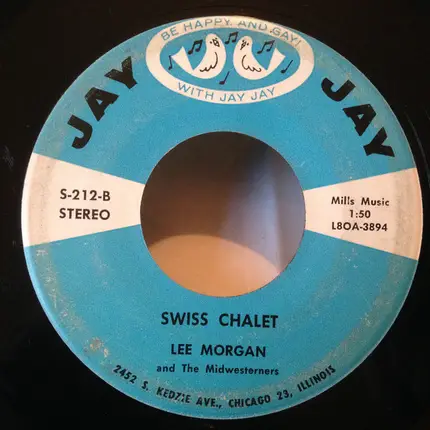 BE HAPPY AND GAY!
WITH JAY JAY
JAY JAY
S-212-B
STEREO
Mills Music
1:50
L8OA-3894
SWISS CHALET
LEE MORGAN
and The Midwesterners
2452 S. KEDZIE AVE., CHICAGO 23, ILLINOIS